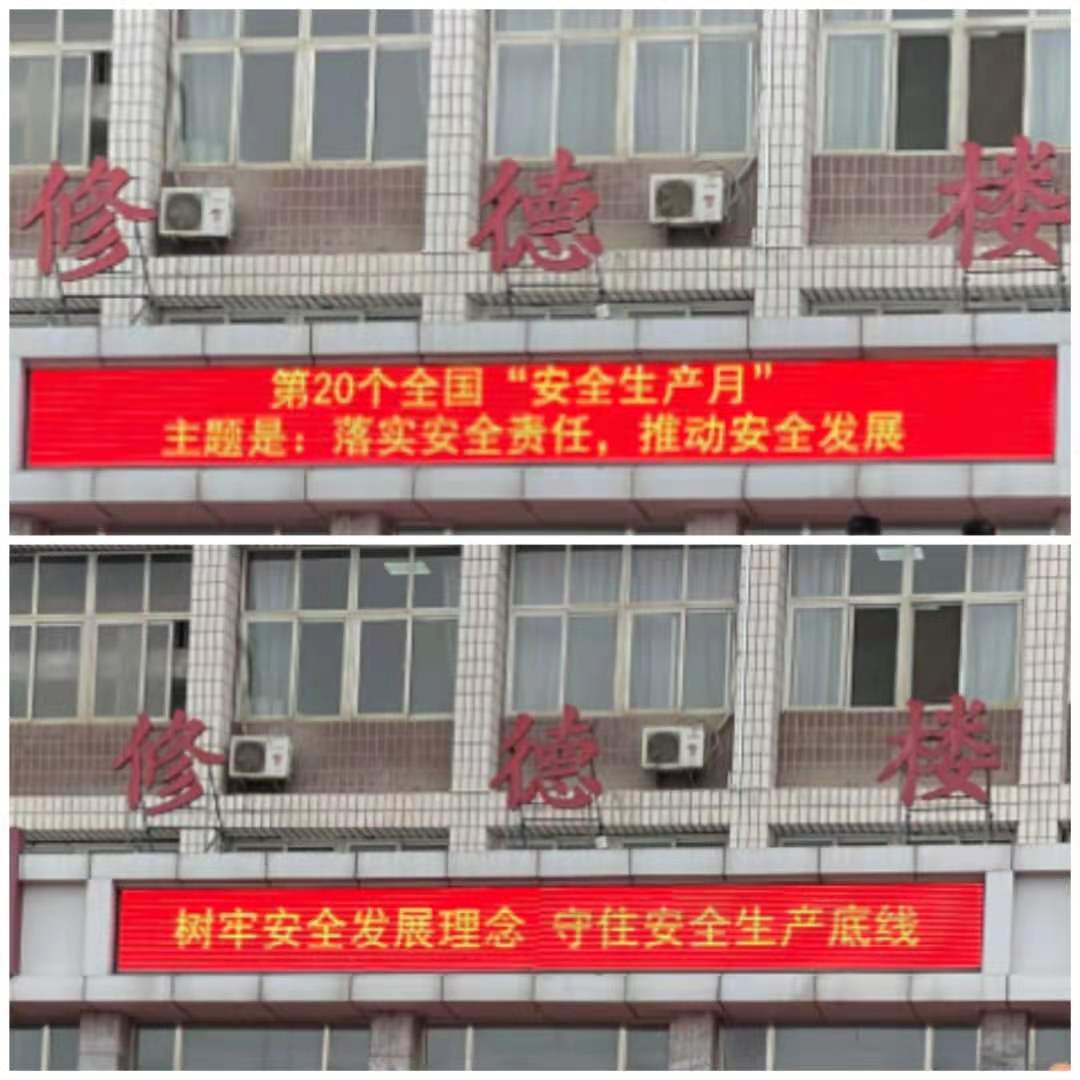 修德楼
第20个全国“安全生产月”
主题是：落实安全责任，推动安全发展
修德楼
树牢安全发展理念 守住安全生产底线